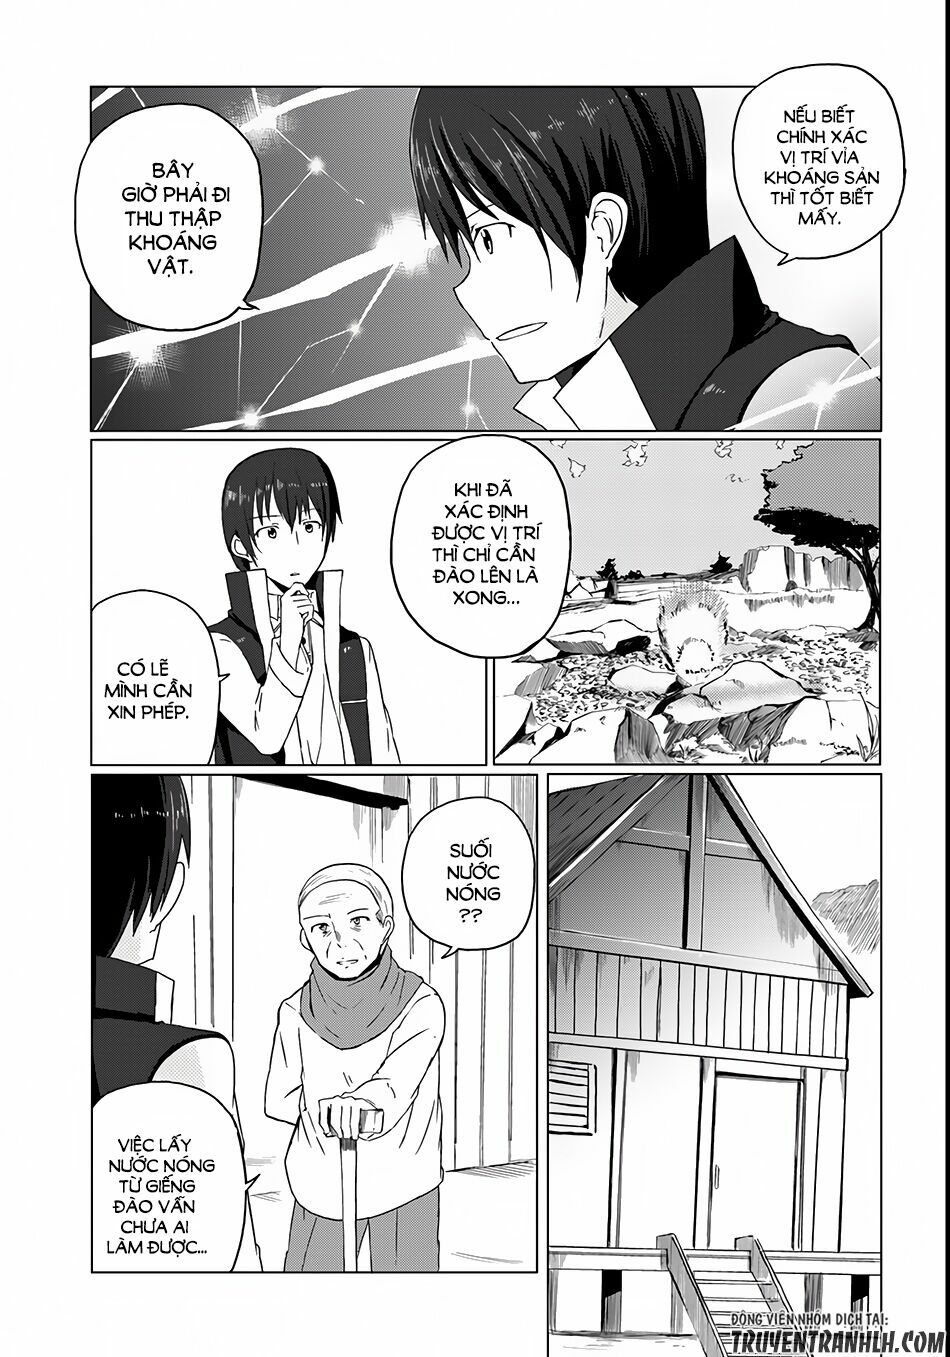 NẾU BIẾT
CHÍNH XÁC
VỊ TRÍ VỈA
KHOÁNG SẢN
THÌ TỐT BIẾT
MẤY.
BÂY
GIỜ PHẢI ĐI
THU THẬP
KHOÁNG
VẬT.
KHI ĐÃ
XÁC ĐỊNH
ĐƯỢC VỊ TRÍ
THÌ CHỈ CẦN
ĐÀO LÊN LÀ
XONG...
CÓ LẼ
MÌNH CẦN
XIN PHÉP.
SUỐI
NƯỚC
NÓNG
??
VIỆC LẤY
NƯỚC NÓNG
TỪ GIẾNG
ĐÀO VẪN
CHƯA AI
LÀM ĐƯỢC...
ĐỘNG VIÊN NHÓM DỊCH TẠI:
TRUYENTRANHLH.COM